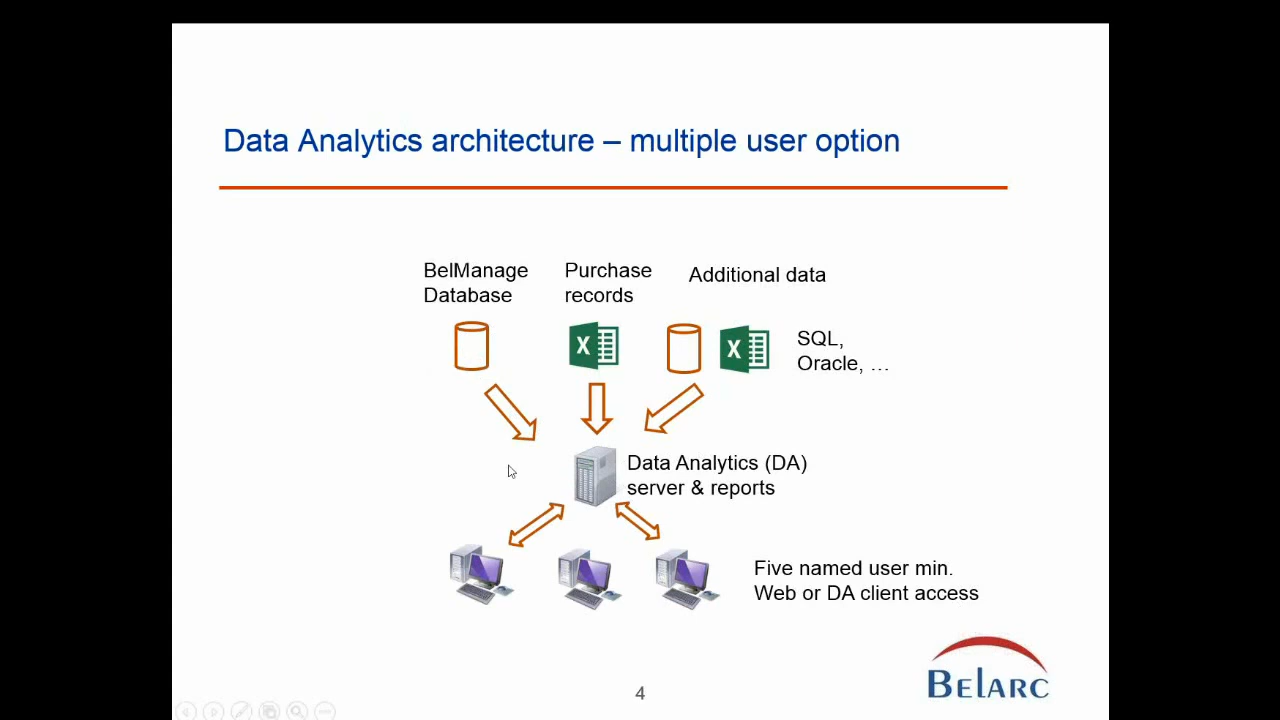 Data Analytics architecture – multiple user option
BelManage
Database
Purchase
records
Additional data
X
X
SQL,
Oracle, …
Data Analytics (DA)
server & reports
Five named user min.
Web or DA client access
BELARC
4